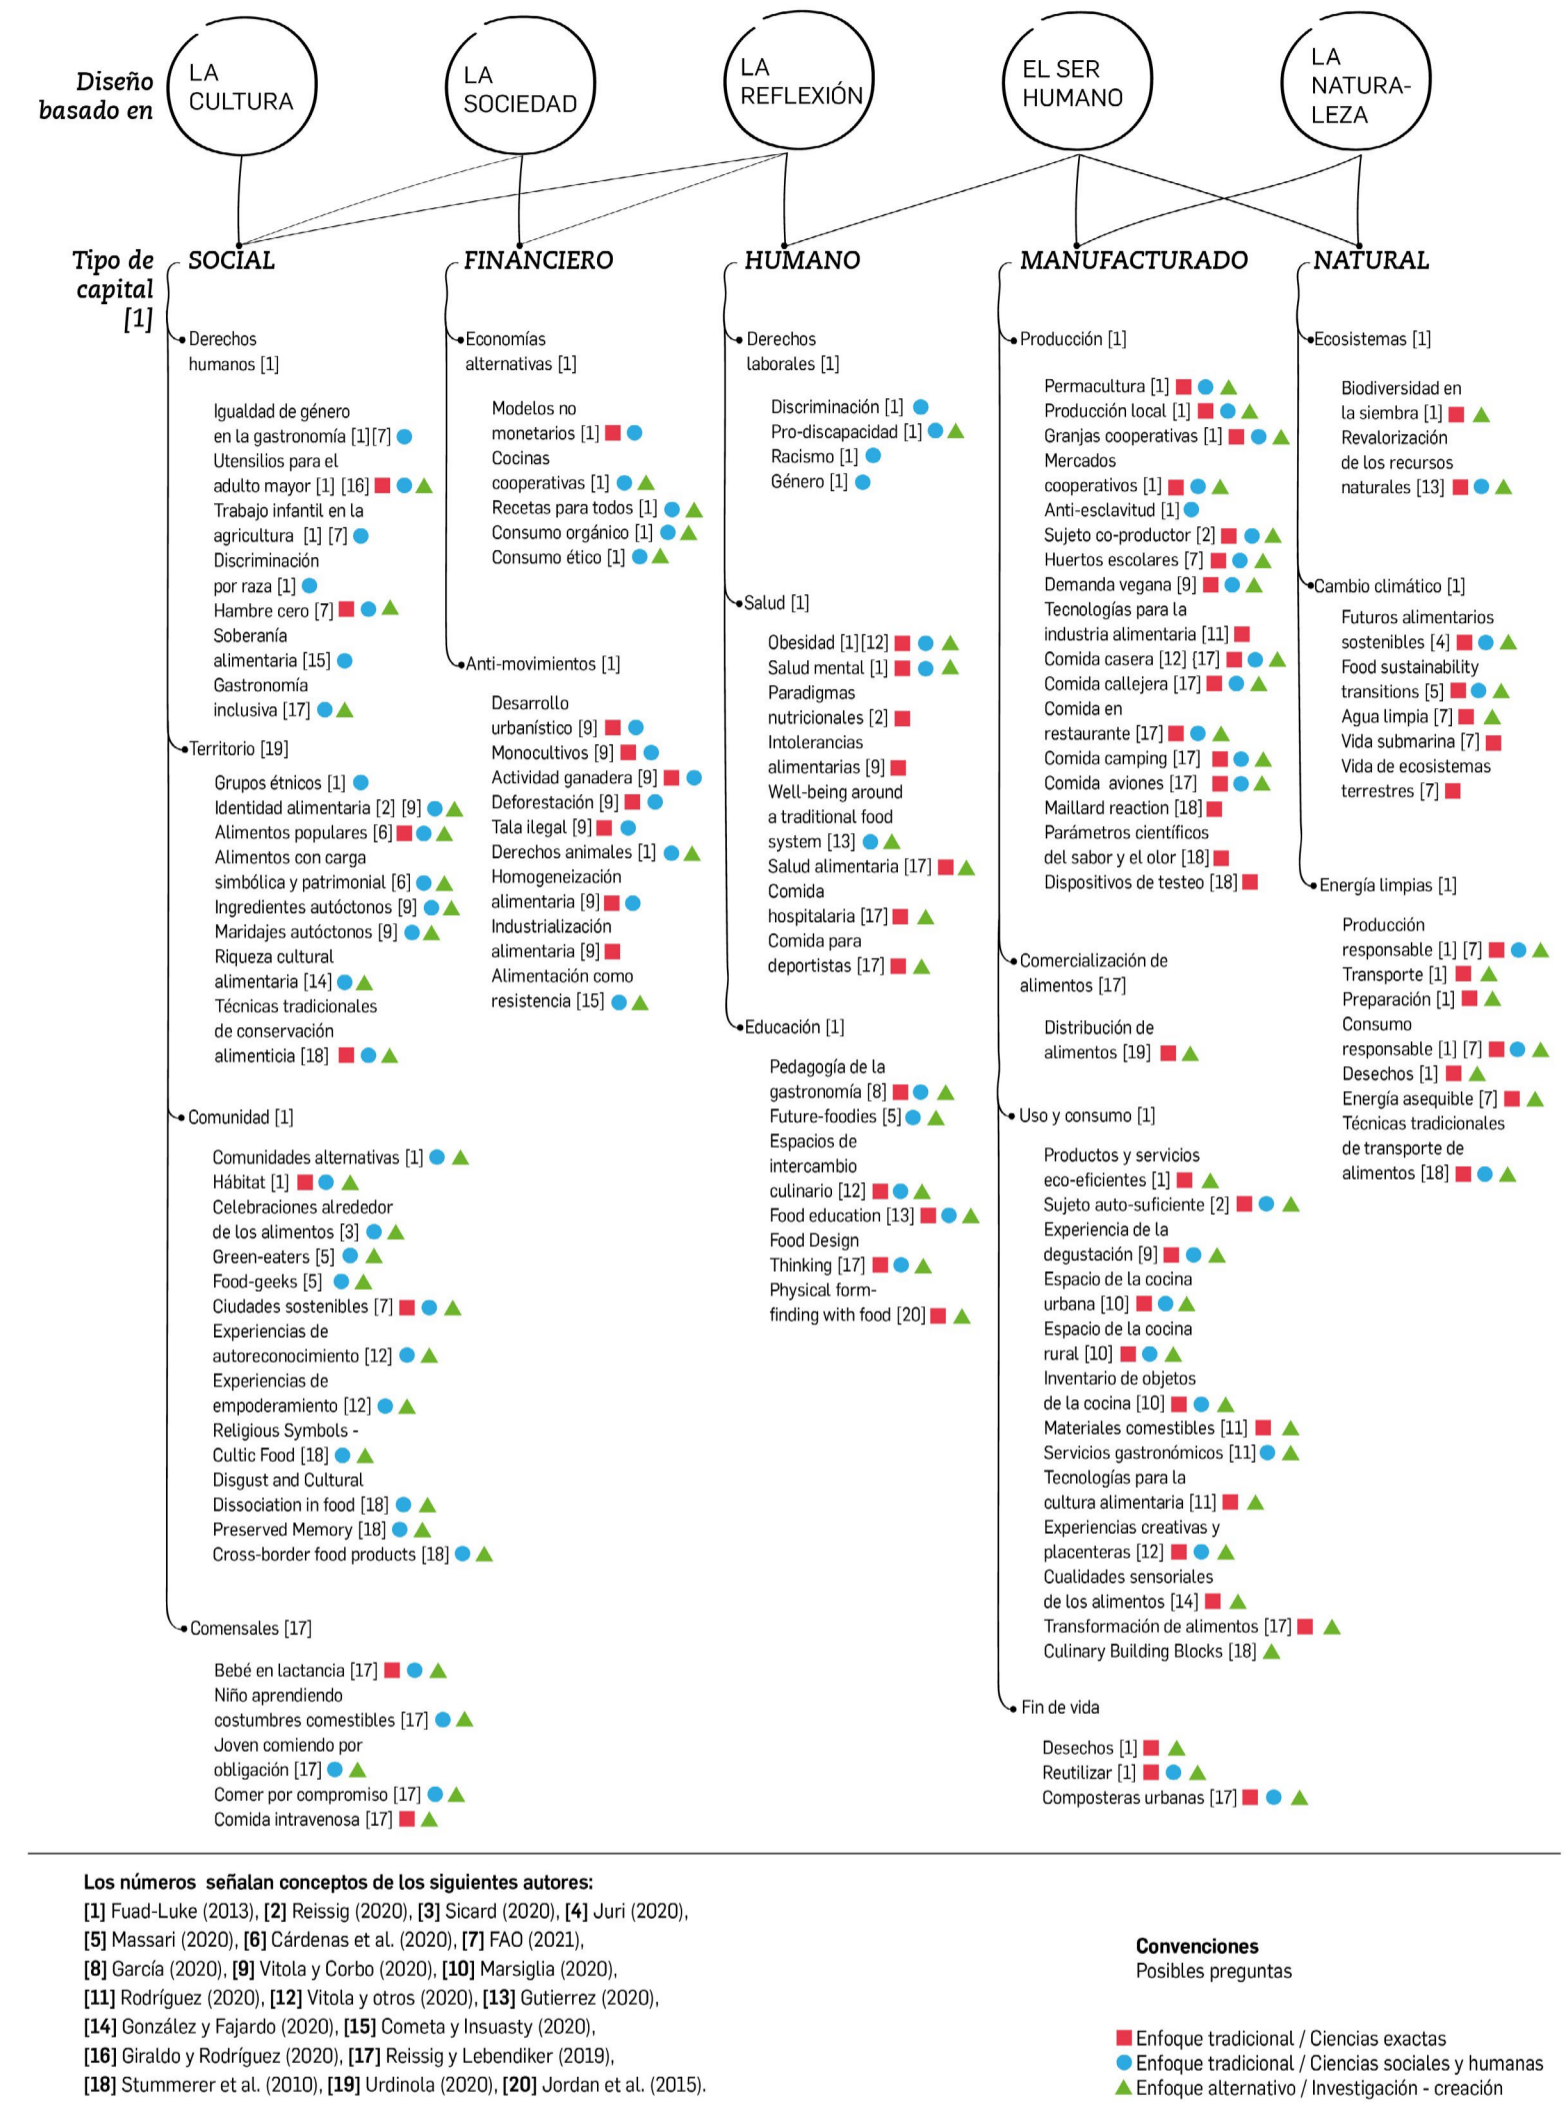 Diseño
basado en
LA
CULTURA
LA
SOCIEDAD
LA
REFLEXIÓN
EL SER
HUMANO
LA
NATURA-
LEZA
Tipo de
capital
[1]
SOCIAL
Derechos
humanos [1]
Igualdad de género
en la gastronomía [1][7]
Utensilios para el
adulto mayor [1] [16]
Trabajo infantil en la
agricultura [1] [7]
Discriminación
por raza [1]
Hambre cero [7]
Soberanía
alimentaria [15]
Gastronomía
inclusiva [17]
Territorio [19]
Grupos étnicos [1]
Identidad alimentaria [2] [9]
Alimentos populares [6]
Alimentos con carga
simbólica y patrimonial [6]
Ingredientes autóctonos [9]
Maridajes autóctonos [9]
Riqueza cultural
alimentaria [14]
Técnicas tradicionales
de conservación
alimenticia [18]
Comunidad [1]
Comunidades alternativas [1]
Hábitat [1]
Celebraciones alrededor
de los alimentos [3]
Green-eaters [5]
Food-geeks [5]
Ciudades sostenibles [7]
Experiencias de
autoreconocimiento [12]
Experiencias de
empoderamiento [12]
Religious Symbols -
Cultic Food [18]
Disgust and Cultural
Dissociation in food [18]
Preserved Memory [18]
Cross-border food products [18]
Comensales [17]
Bebé en lactancia [17]
Niño aprendiendo
costumbres comestibles [17]
Joven comiendo por
obligación [17]
Comer por compromiso [17]
Comida intravenosa [17]
FINANCIERO
Economías
alternativas [1]
Modelos no
monetarios [1]
Cocinas
cooperativas [1]
Recetas para todos [1]
Consumo orgánico [1]
Consumo ético [1]
Anti-movimientos [1]
Desarrollo
urbanístico [9]
Monocultivos [9]
Actividad ganadera [9]
Deforestación [9]
Tala ilegal [9]
Derechos animales [1]
Homogeneización
alimentaria [9]
Industrialización
alimentaria [9]
Alimentación como
resistencia [15]
HUMANO
Derechos
laborales [1]
Discriminación [1]
Pro-discapacidad [1]
Racismo [1]
Género [1]
Salud [1]
Obesidad [1][12]
Salud mental [1]
Paradigmas
nutricionales [2]
Intolerancias
alimentarias [9]
Well-being around
a traditional food
system [13]
Salud alimentaria [17]
Comida
hospitalaria [17]
Comida para
deportistas [17]
Educación [1]
Pedagogía de la
gastronomía [8]
Future-foodies [5]
Espacios de
intercambio
culinario [12]
Food education [13]
Food Design
Thinking [17]
Physical form-
finding with food [20]
MANUFACTURADO
Producción [1]
Permacultura [1]
Producción local [1]
Granjas cooperativas [1]
Mercados
cooperativos [1]
Anti-esclavitud [1]
Sujeto co-productor [2]
Huertos escolares [7]
Demanda vegana [9]
Tecnologías para la
industria alimentaria [11]
Comida casera [12] [17]
Comida callejera [17]
Comida en
restaurante [17]
Comida camping [17]
Comida aviones [17]
Maillard reaction [18]
Parámetros científicos
del sabor y el olor [18]
Dispositivos de testeo [18]
Comercialización de
alimentos [17]
Distribución de
alimentos [19]
Uso y consumo [1]
Productos y servicios
eco-eficientes [1]
Sujeto auto-suficiente [2]
Experiencia de la
degustación [9]
Espacio de la cocina
urbana [10]
Espacio de la cocina
rural [10]
Inventario de objetos
de la cocina [10]
Materiales comestibles [11]
Servicios gastronómicos [11]
Tecnologías para la
cultura alimentaria [11]
Experiencias creativas y
placenteras [12]
Cualidades sensoriales
de los alimentos [14]
Transformación de alimentos [17]
Culinary Building Blocks [18]
Fin de vida
Desechos [1]
Reutilizar [1]
Composteras urbanas [17]
NATURAL
Ecosistemas [1]
Biodiversidad en
la siembra [1]
Revalorización
de los recursos
naturales [13]
Cambio climático [1]
Futuros alimentarios
sostenibles [4]
Food sustainability
transitions [5]
Agua limpia [7]
Vida submarina [7]
Vida de ecosistemas
terrestres [7]
Energía limpias [1]
Producción
responsable [1] [7]
Transporte [1]
Preparación [1]
Consumo
responsable [1] [7]
Desechos [1]
Energía asequible [7]
Técnicas tradicionales
de transporte de
alimentos [18]
Los números señalan conceptos de los siguientes autores:
[1] Fuad-Luke (2013), [2] Reissig (2020), [3] Sicard (2020), [4] Juri (2020),
[5] Massari (2020), [6] Cárdenas et al. (2020), [7] FAO (2021),
[8] García (2020), [9] Vitola y Corbo (2020), [10] Marsiglia (2020),
[11] Rodríguez (2020), [12] Vitola y otros (2020), [13] Gutierrez (2020),
[14] González y Fajardo (2020), [15] Cometa y Insuasty (2020),
[16] Giraldo y Rodríguez (2020), [17] Reissig y Lebendiker (2019),
[18] Stummerer et al. (2010), [19] Urdinola (2020), [20] Jordan et al. (2015).
Convenciones
Posibles preguntas
Enfoque tradicional / Ciencias exactas
Enfoque tradicional / Ciencias sociales y humanas
Enfoque alternativo / Investigación - creación